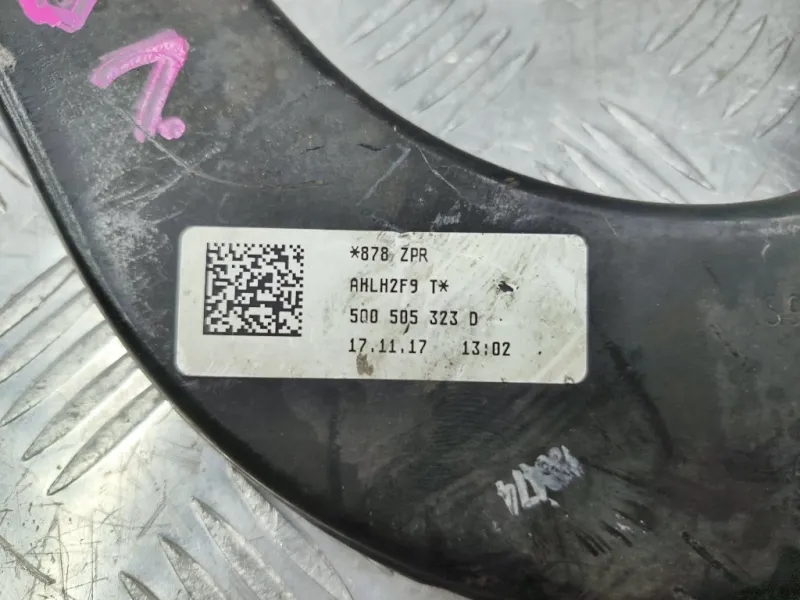 *878 ZPR
AHLH2F9 T*
5Q0 505 323 D
17.11.17 13:02